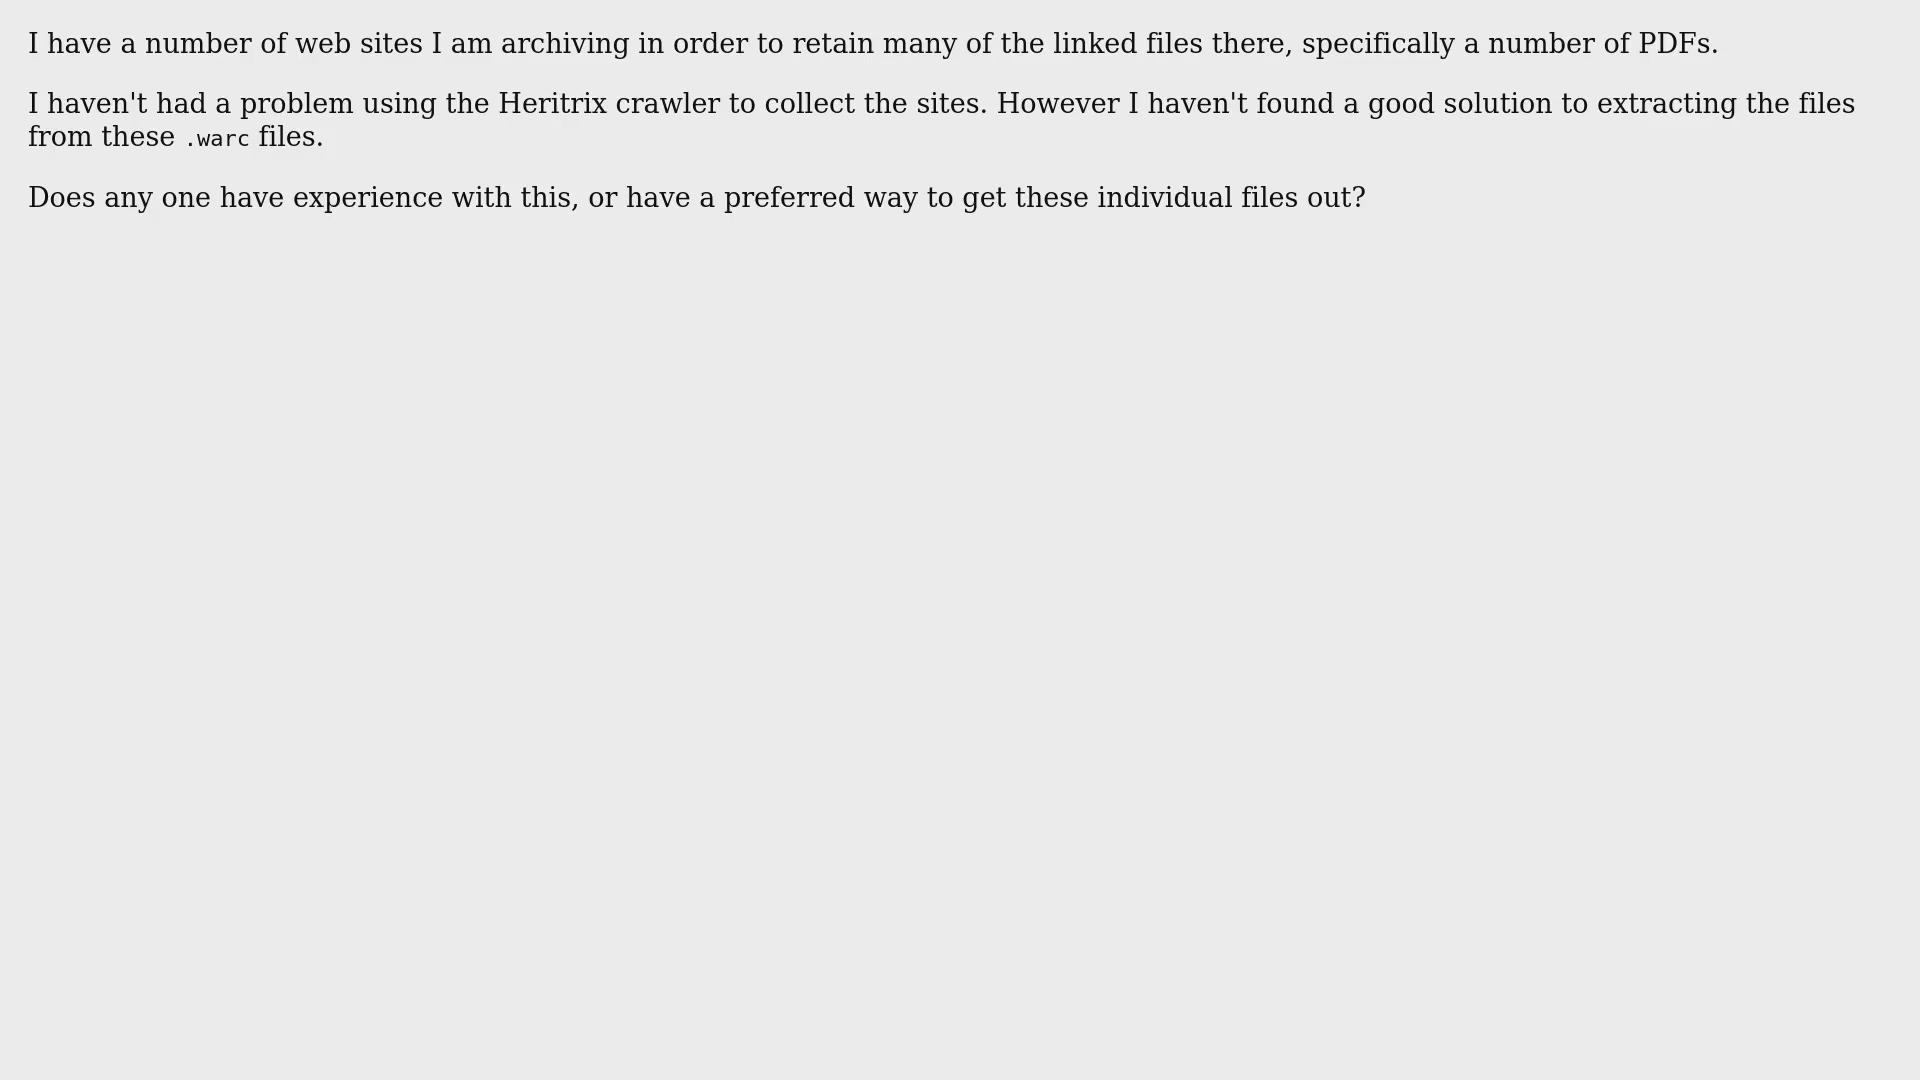 I have a number of web sites I am archiving in order to retain many of the linked files there, specifically a number of PDFs.
I haven't had a problem using the Heritrix crawler to collect the sites. However I haven't found a good solution to extracting the files
from these .warc files.
Does any one have experience with this, or have a preferred way to get these individual files out?